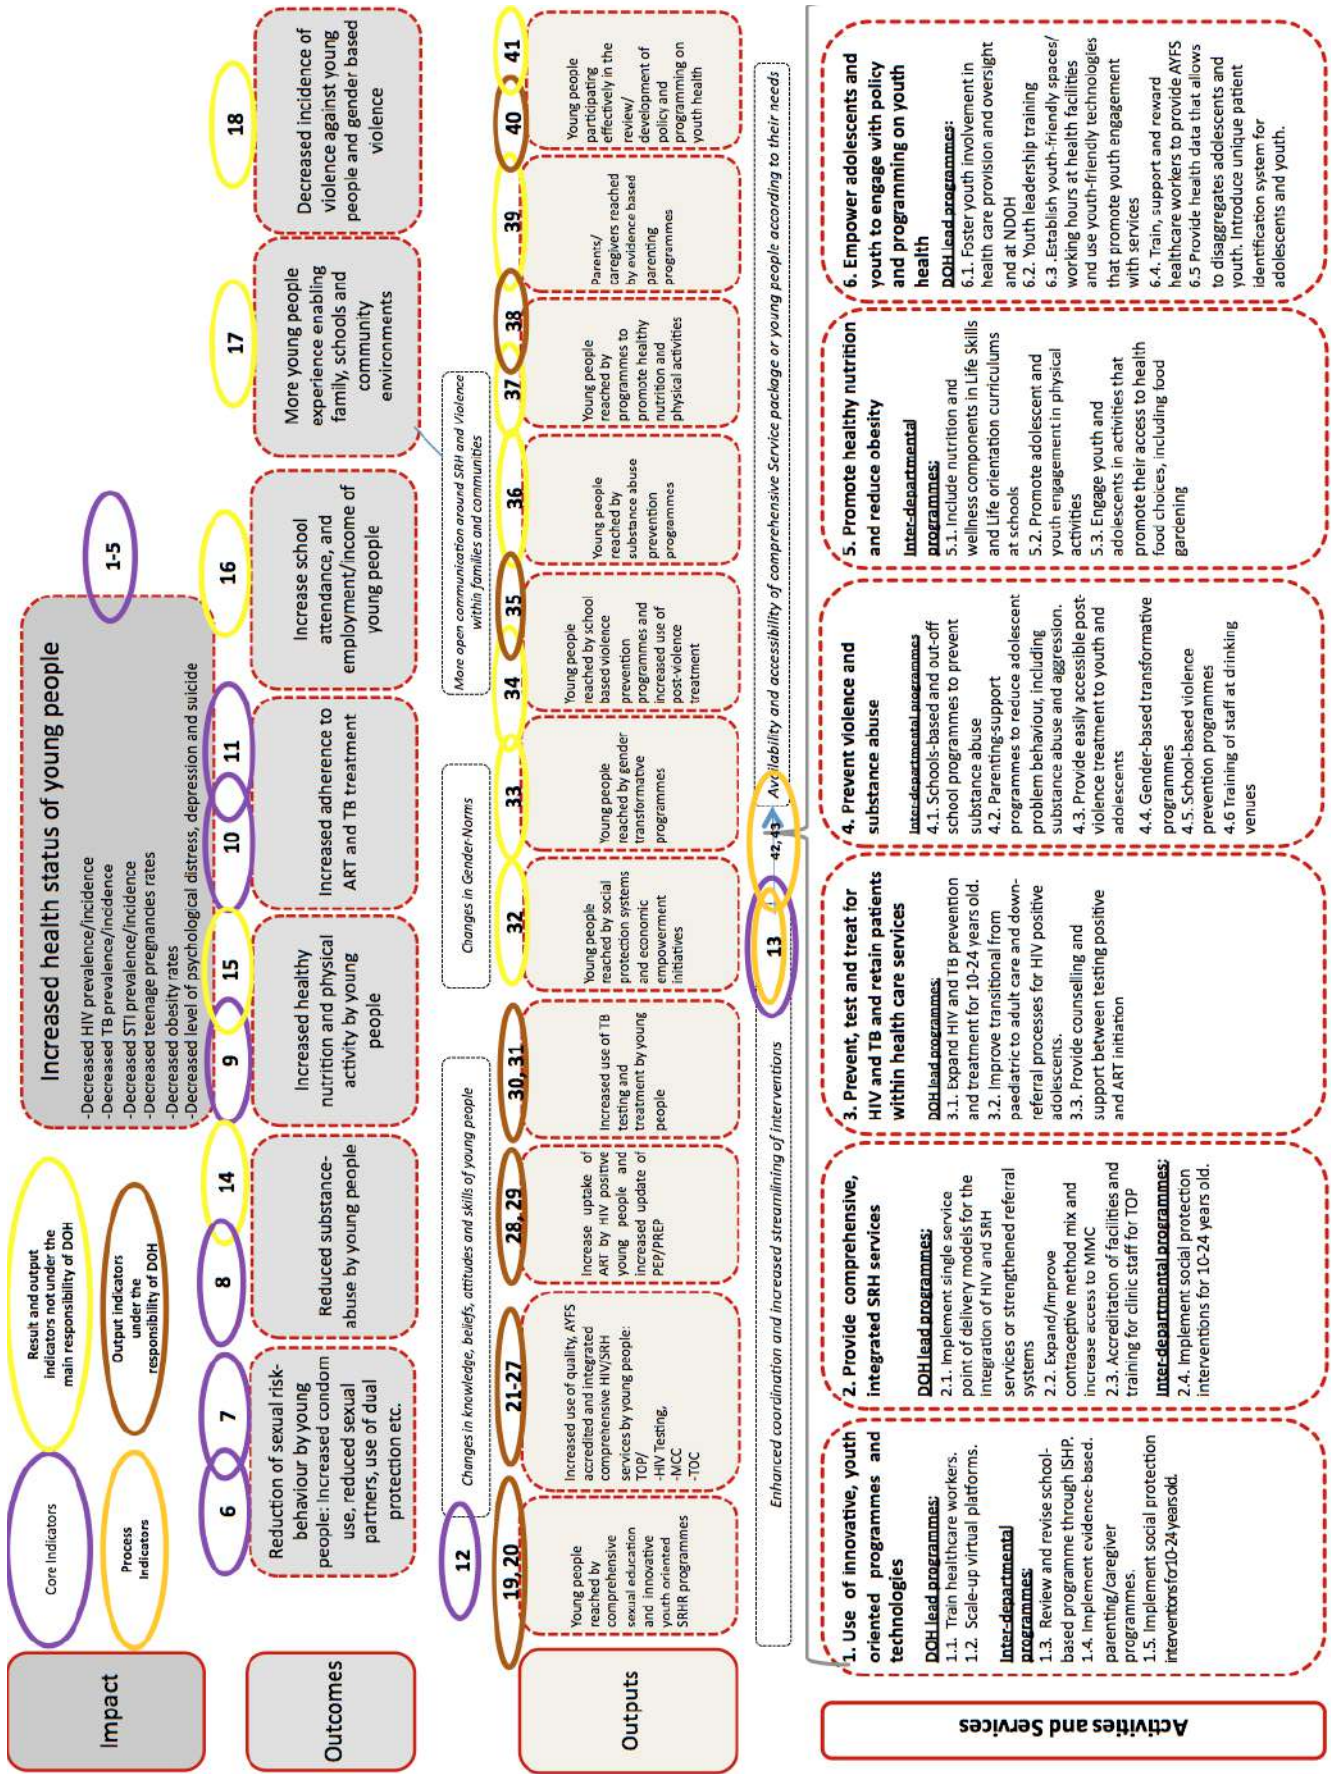 Impact
Core Indicators
Process
Indicators
Result and output
indicators not under the
main responsibility of DOH
Output indicators
under the
responsibility of DOH
Increased health status of young people
-Decreased HIV prevalence/incidence
-Decreased TB prevalence/incidence
-Decreased STI prevalence/incidence
-Decreased teenage pregnancies rates
-Decreased obesity rates
-Decreased level of psychological distress, depression and suicide
1-5
Outcomes
6
7
Reduction of sexual risk-
behaviour by young
people: Increased condom
use, reduced sexual
partners, use of dual
protection etc.
8
14
Reduced substance-
abuse by young people
9
15
Increased healthy
nutrition and physical
activity by young
people
10
11
Increased adherence to
ART and TB treatment
16
Increase school
attendance, and
employment/income of
young people
17
More young people
experience enabling
family, schools and
community
environments
18
Decreased incidence of
violence against young
people and gender based
violence
12
Changes in knowledge, beliefs, attitudes and skills of young people
Changes in Gender-Norms
More open communication around SRH and Violence
within families and communities
Outputs
19, 20
Young people
reached by
comprehensive
sexual education
and innovative
youth oriented
SRHR programmes
21-27
Increased use of quality, AYFS
accredited and integrated
comprehensive HIV/SRH
services by young people:
TOP/
-HIV Testing,
-MCC
-TOC
28, 29
Increase uptake of
ART by HIV positive
young people and
increased update of
PEP/PREP
30, 31
Increased use of TB
testing and
treatment by young
people
32
Young people
reached by social
protection systems
and economic
empowerment
initiatives
33
Young people
reached by gender
transformative
programmes
34
35
Young people
reached by school
based violence
prevention
programmes and
increased use of
post-violence
treatment
36
Young people
reached by
substance abuse
prevention
programmes
37
38
Young people
reached by
programmes to
promote healthy
nutrition and
physical activities
39
Parents/
caregivers reached
by evidence based
parenting
programmes
40
41
Young people
participating
effectively in the
review/
development of
policy and
programming on
youth health
Enhanced coordination and increased streamlining of interventions
13
42, 43
Availability and accessibility of comprehensive Service package or young people according to their needs
Activities and Services
1. Use of innovative, youth
oriented programmes and
technologies
DOH lead programmes:
1.1. Train healthcare workers.
1.2. Scale-up virtual platforms.
Inter-departmental
programmes:
1.3. Review and revise school-
based programme through ISHP.
1.4. Implement evidence-based.
parenting/caregiver
programmes.
1.5. Implement social protection
interventions for 10-24 years old.
2. Provide comprehensive,
integrated SRH services
DOH lead programmes:
2.1. Implement single service
point of delivery models for the
integration of HIV and SRH
services or strengthened referral
systems
2.2. Expand/improve
contraceptive method mix and
increase access to MMC
2.3. Accreditation of facilities and
training for clinic staff for TOP
Inter-departmental programmes:
2.4. Implement social protection
interventions for 10-24 years old.
3. Prevent, test and treat for
HIV and TB and retain patients
within health care services
DOH lead programmes:
3.1. Expand HIV and TB prevention
and treatment for 10-24 years old.
3.2. Improve transitional from
paediatric to adult care and down-
referral processes for HIV positive
adolescents.
3.3. Provide counselling and
support between testing positive
and ART initiation
4. Prevent violence and
substance abuse
Inter-departmental programmes
4.1. Schools-based and out-off
school programmes to prevent
substance abuse
4.2. Parenting-support
programmes to reduce adolescent
problem behaviour, including
substance abuse and aggression.
4.3. Provide easily accessible post-
violence treatment to youth and
adolescents
4.4. Gender-based transformative
programmes
4.5. School-based violence
prevention programmes
4.6 Training of staff at drinking
venues
5. Promote healthy nutrition
and reduce obesity
Inter-departmental
programmes:
5.1. Include nutrition and
wellness components in Life Skills
and Life orientation curriculums
at schools
5.2. Promote adolescent and
youth engagement in physical
activities
5.3. Engage youth and
adolescents in activities that
promote their access to health
food choices, including food
gardening
6. Empower adolescents and
youth to engage with policy
and programming on youth
health
DOH lead programmes:
6.1. Foster youth involvement in
health care provision and oversight
and at NDOH
6.2. Youth leadership training
6.3 .Establish youth-friendly spaces/
working hours at health facilities
and use youth-friendly technologies
that promote youth engagement
with services
6.4. Train, support and reward
healthcare workers to provide AYFS
6.5 Provide health data that allows
to disaggregates adolescents and
youth. Introduce unique patient
identification system for
adolescents and youth.